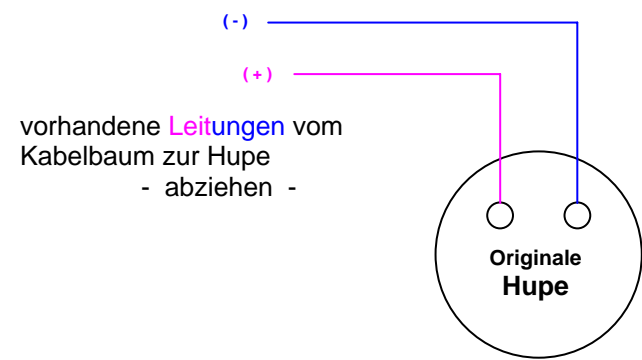 (-)
(+)
vorhandene Leitungen vom
Kabelbaum zur Hupe
- abziehen -
Originale
Hupe